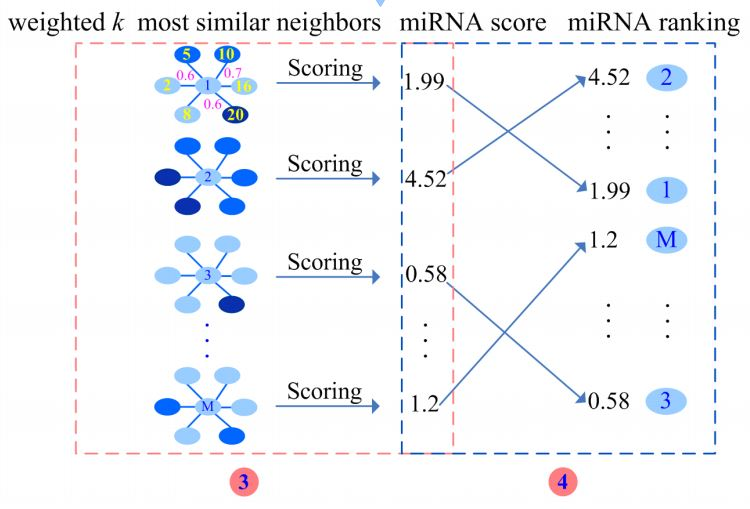 weighted k most similar neighbors miRNA score miRNA ranking
5 10
0.6 0.7
2 1 16
0.6
8 20
Scoring 1.99 4.52 2
2 Scoring 4.52 1.99 1
1.2 M
3 Scoring 0.58
M Scoring 1.2 0.58 3
3 4